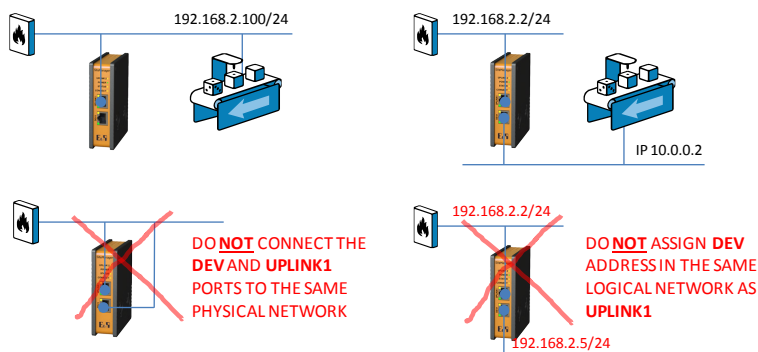 192.168.2.100/24
192.168.2.2/24
IP 10.0.0.2
DO NOT CONNECT THE
DEV AND UPLINK1
PORTS TO THE SAME
PHYSICAL NETWORK
192.168.2.2/24
DO NOT ASSIGN DEV
ADDRESS IN THE SAME
LOGICAL NETWORK AS
UPLINK1
192.168.2.5/24